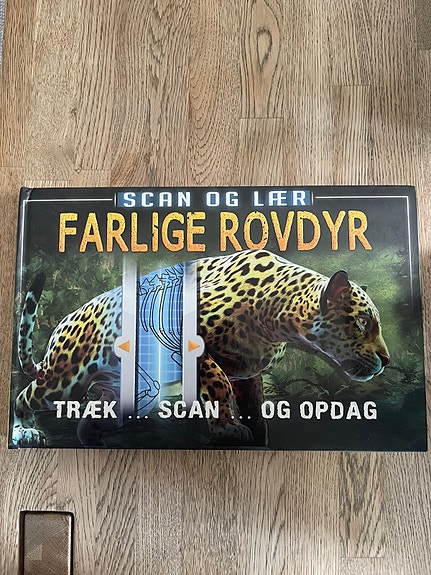 SCAN OG LÆR
FARLIGE ROVDYR
TRÆK ... SCAN ... OG OPDAG